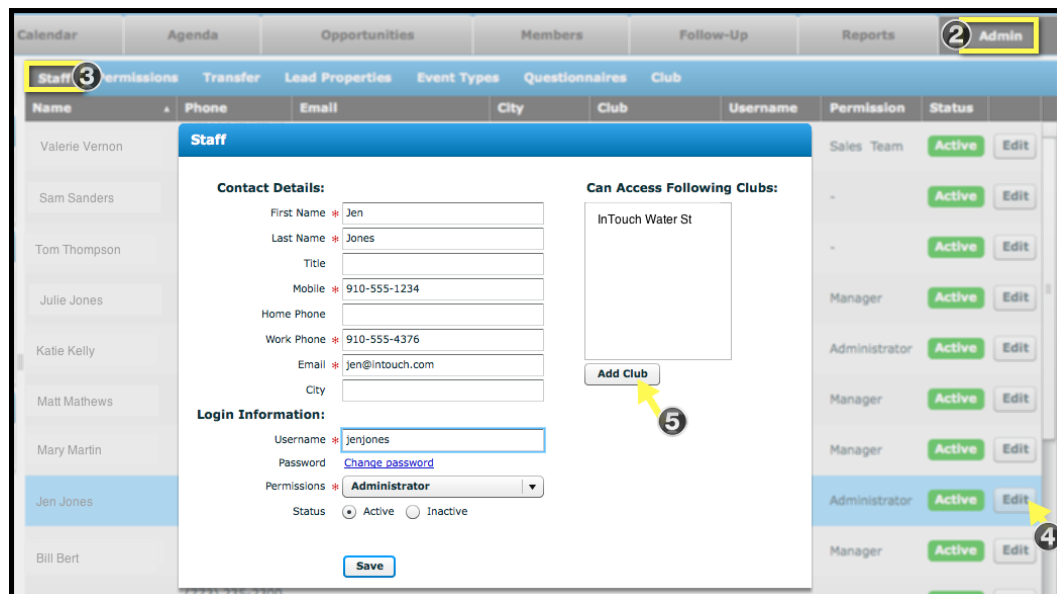 Calendar Agenda Opportunities Members Follow-Up Reports 2 Admin
Staff 3 Permissions Transfer Lead Properties Event Types Questionnaires Club
Name Phone Email City Club Username Permission Status
Staff
Valerie Vernon Sales Team Active Edit
Contact Details: Can Access Following Clubs:
Sam Sanders - Active Edit
First Name * Jen InTouch Water St
Last Name * Jones
Tom Thompson - Active Edit
Title
Mobile * 910-555-1234
Julie Jones Manager Active Edit
Home Phone
Work Phone * 910-555-4376
Katie Kelly Administrator Active Edit
Email * jen@intouch.com
Add Club
City
Matt Mathews Manager Active Edit
Login Information: 5
Username * jenjones
Mary Martin Manager Active Edit
Password Change password
Permissions * Administrator
Jen Jones Administrator Active Edit
Status Active Inactive
4
Bill Bert Manager Active Edit
Save